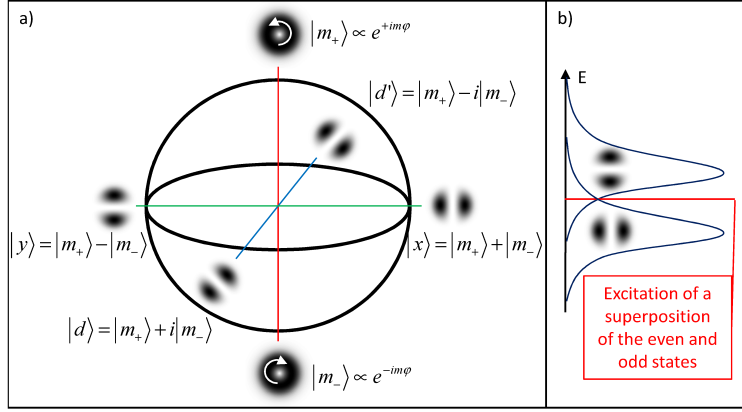 a)
|m₊⟩ ∝ e^{+imφ}
|d'⟩=|m₊⟩−i|m₋⟩
|y⟩=|m₊⟩−|m₋⟩
|x⟩=|m₊⟩+|m₋⟩
|d⟩=|m₊⟩+i|m₋⟩
|m₋⟩ ∝ e^{−imφ}
b)
E
Excitation of a
superposition
of the even and
odd states